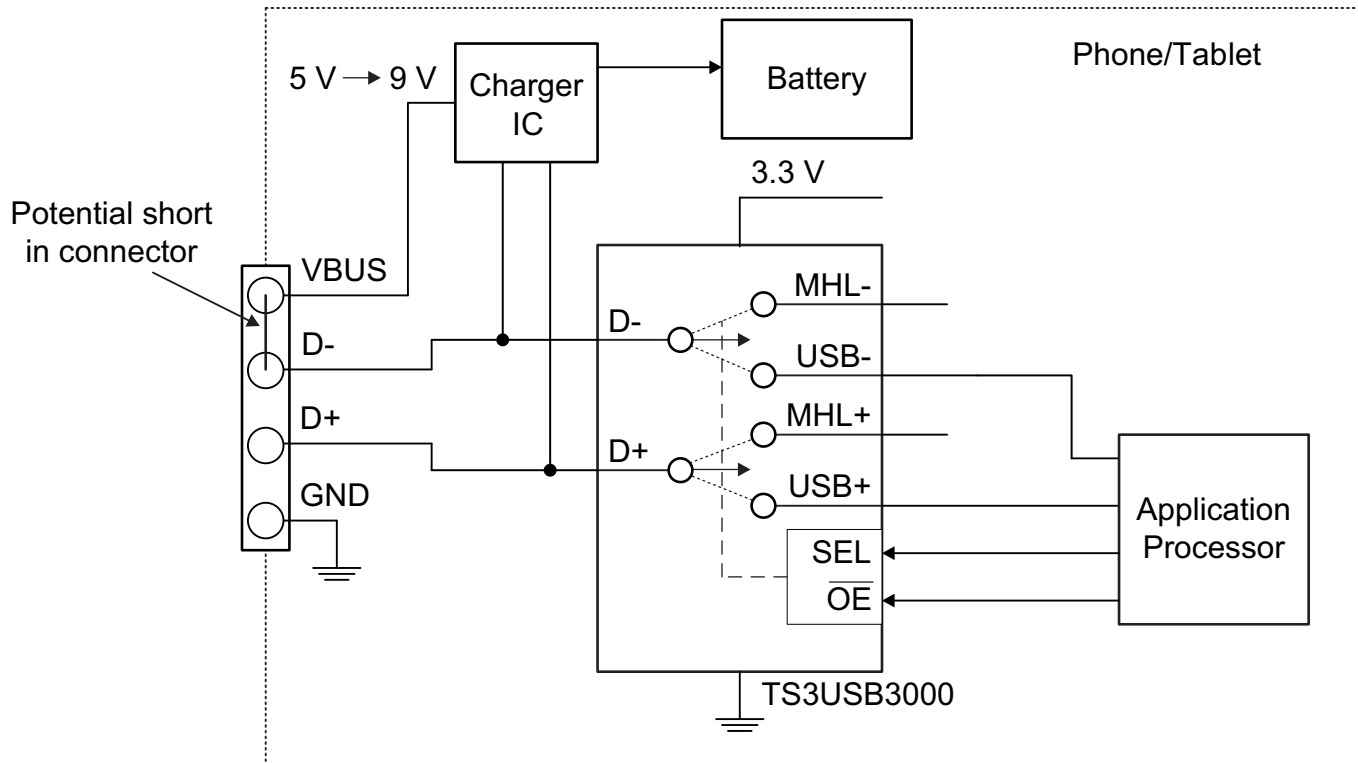 Phone/Tablet
5 V → 9 V
Charger
IC
Battery
3.3 V
Potential short
in connector
VBUS
D-
D+
GND
D-
D+
MHL-
USB-
MHL+
USB+
SEL
OE
Application
Processor
TS3USB3000